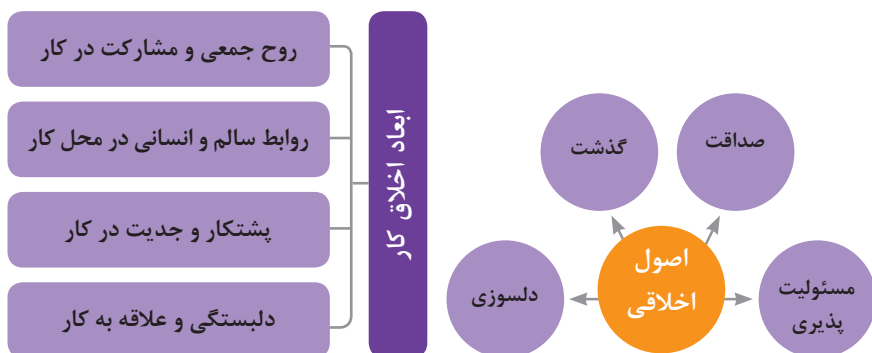 صداقت
گذشت
اصول
اخلاقی
مسئولیت
پذیری
دلسوزی
ابعاد اخلاق کار
روح جمعی و مشارکت در کار
روابط سالم و انسانی در محل کار
پشتکار و جدیت در کار
دلبستگی و علاقه به کار